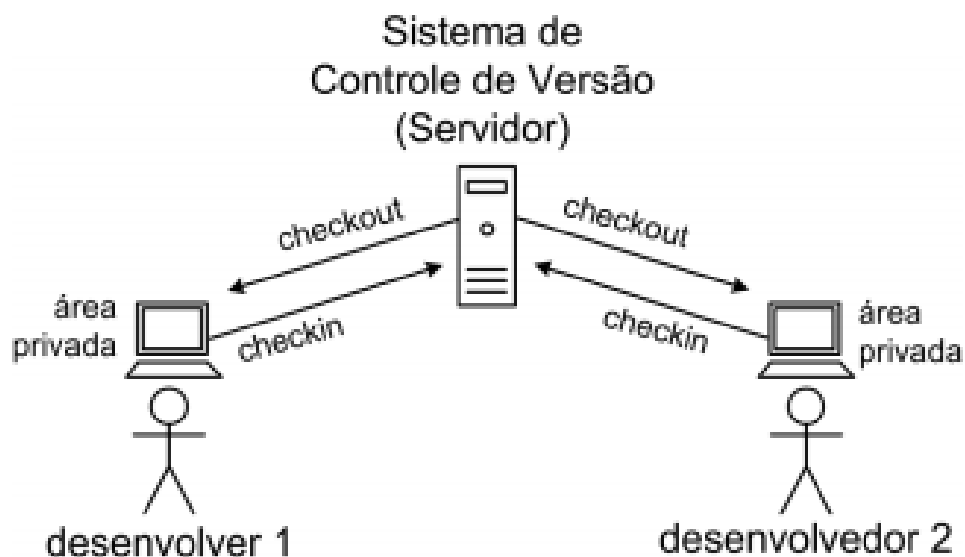 Sistema de
Controle de Versão
(Servidor)
checkout
checkout
checkin
checkin
área
privada
área
privada
desenvolver 1
desenvolvedor 2